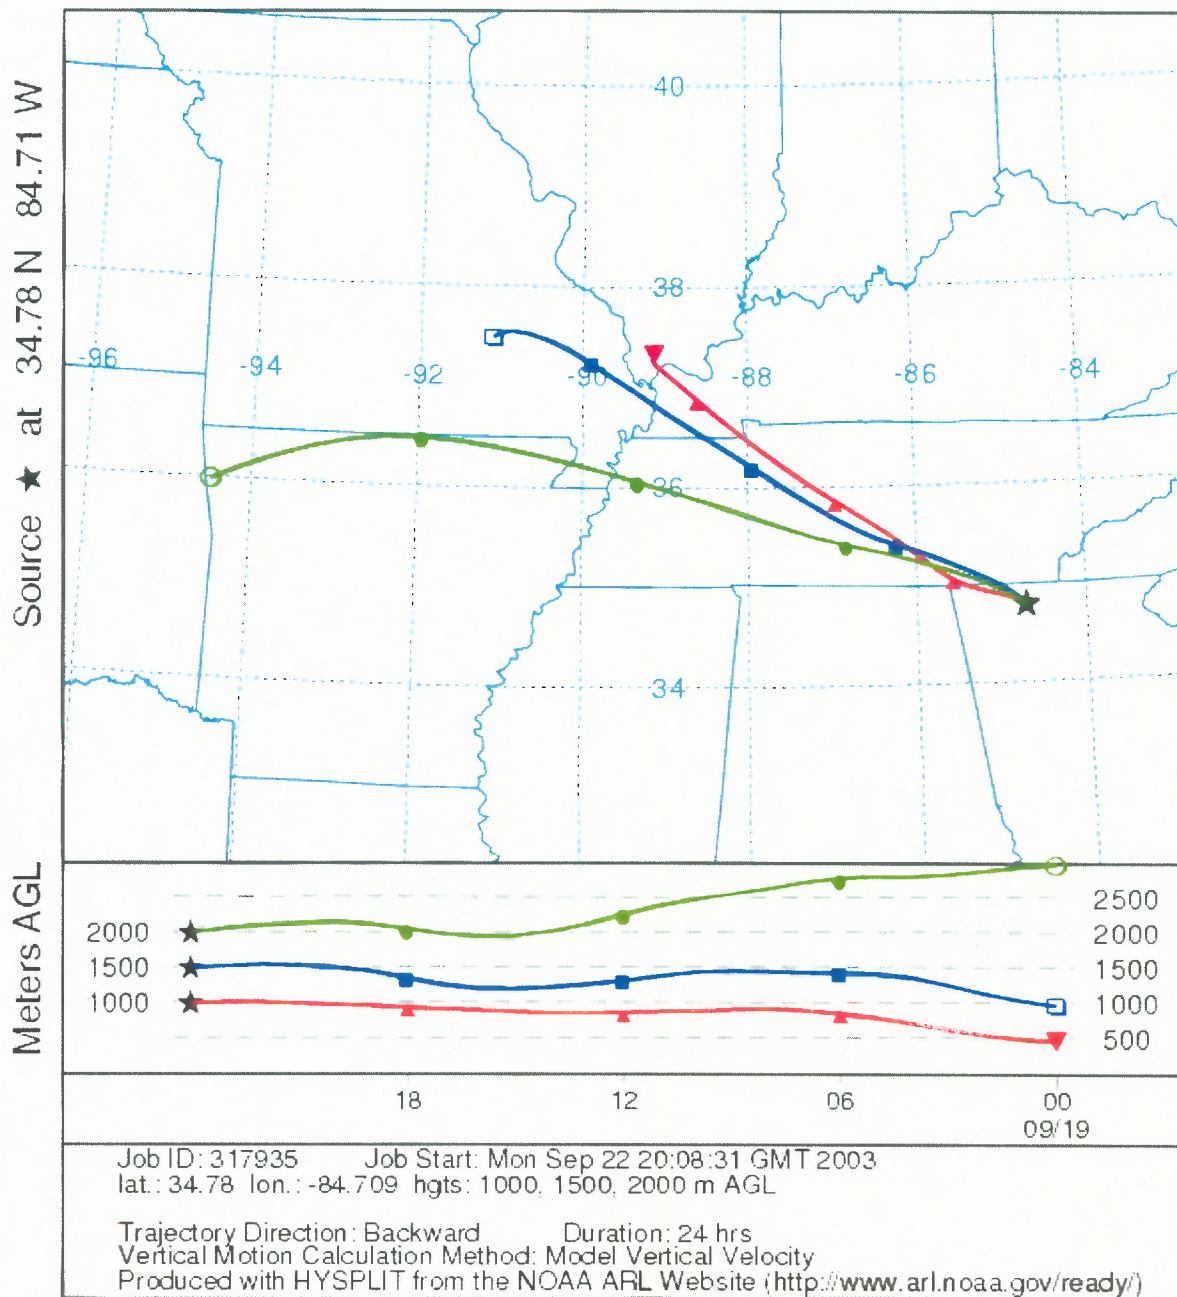 Source ★ at 34.78 N 84.71 W
40
38
-96 -94 -92 -90 -88 -86 -84
36
34
Meters AGL
2000
1500
1000
2500
2000
1500
1000
500
18 12 06 00
09/19
Job ID: 317935 Job Start: Mon Sep 22 20:08:31 GMT 2003
lat.: 34.78 lon.: -84.709 hgts: 1000, 1500, 2000 m AGL
Trajectory Direction: Backward Duration: 24 hrs
Vertical Motion Calculation Method: Model Vertical Velocity
Produced with HYSPLIT from the NOAA ARL Website (http://www.arl.noaa.gov/ready/)